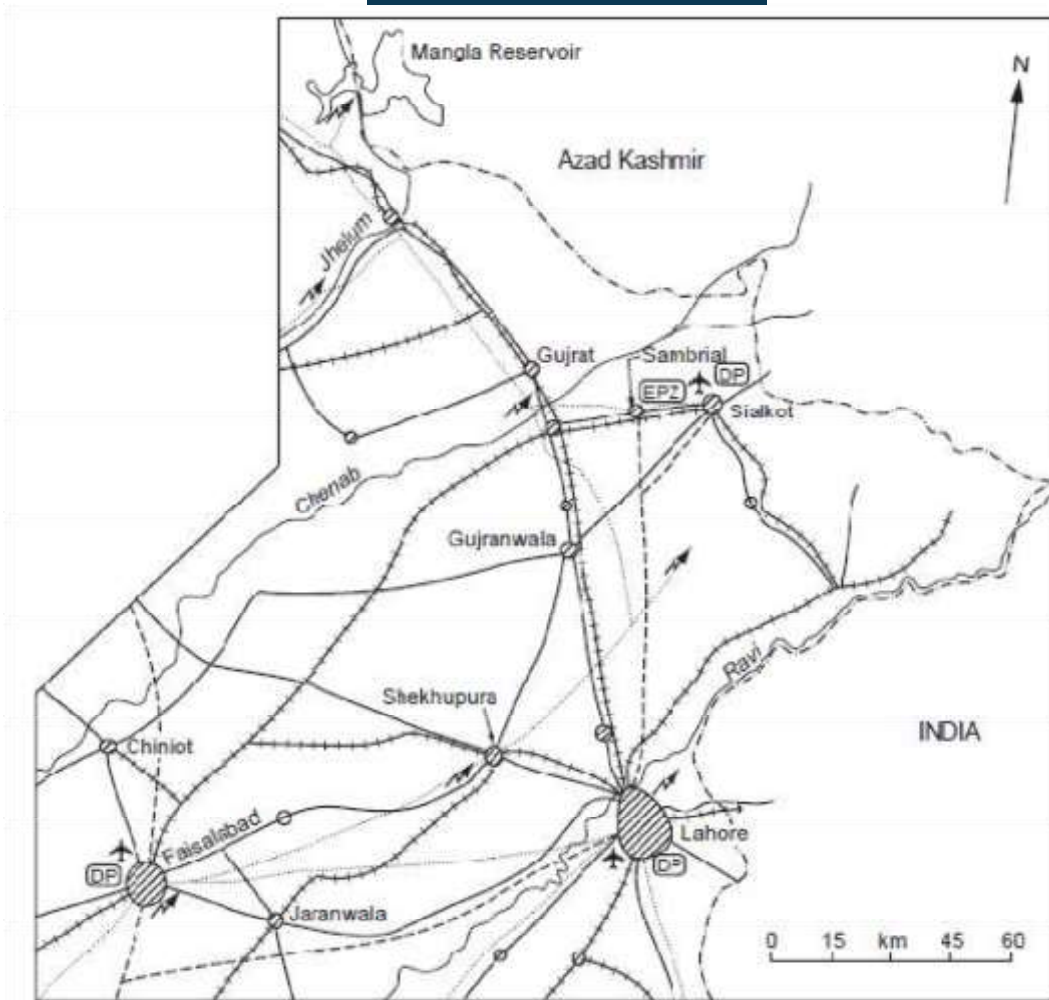 Mangla Reservoir
N
Azad Kashmir
Jhelum
Gujrat
Sambrial
DP
EPZ
Sialkot
Chenab
Gujranwala
Ravi
Shekhupura
INDIA
Chiniot
Faisalabad
Lahore
DP
DP
Jaranwala
0 15 km 45 60